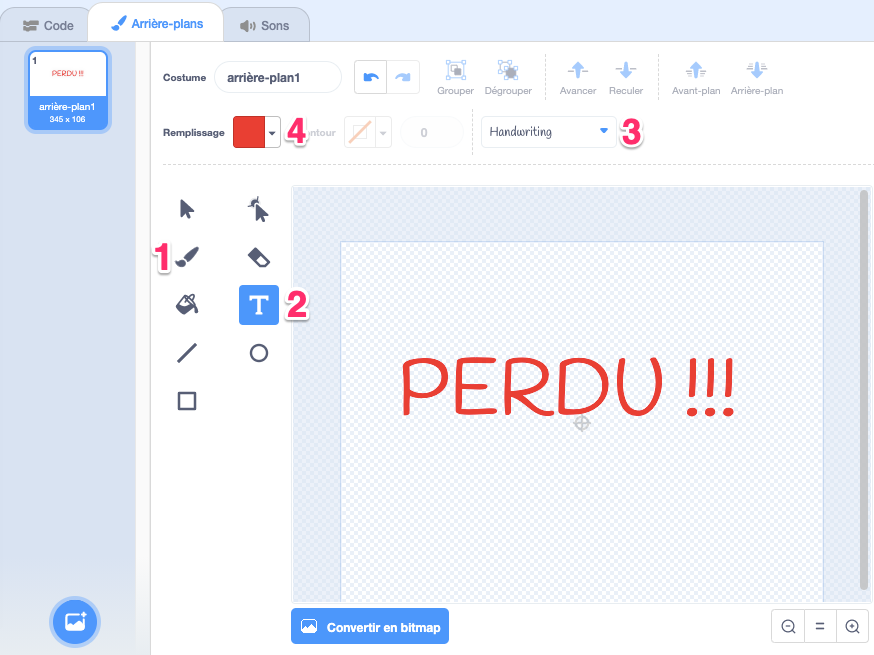 Code
Arrière-plans
Sons
1
PERDU !!!
arrière-plan1
345 x 106
Costume
arrière-plan1
Grouper
Dégrouper
Avancer
Reculer
Avant-plan
Arrière-plan
Remplissage
4
ntour
0
Handwriting
3
1
T
2
PERDU !!!
Convertir en bitmap